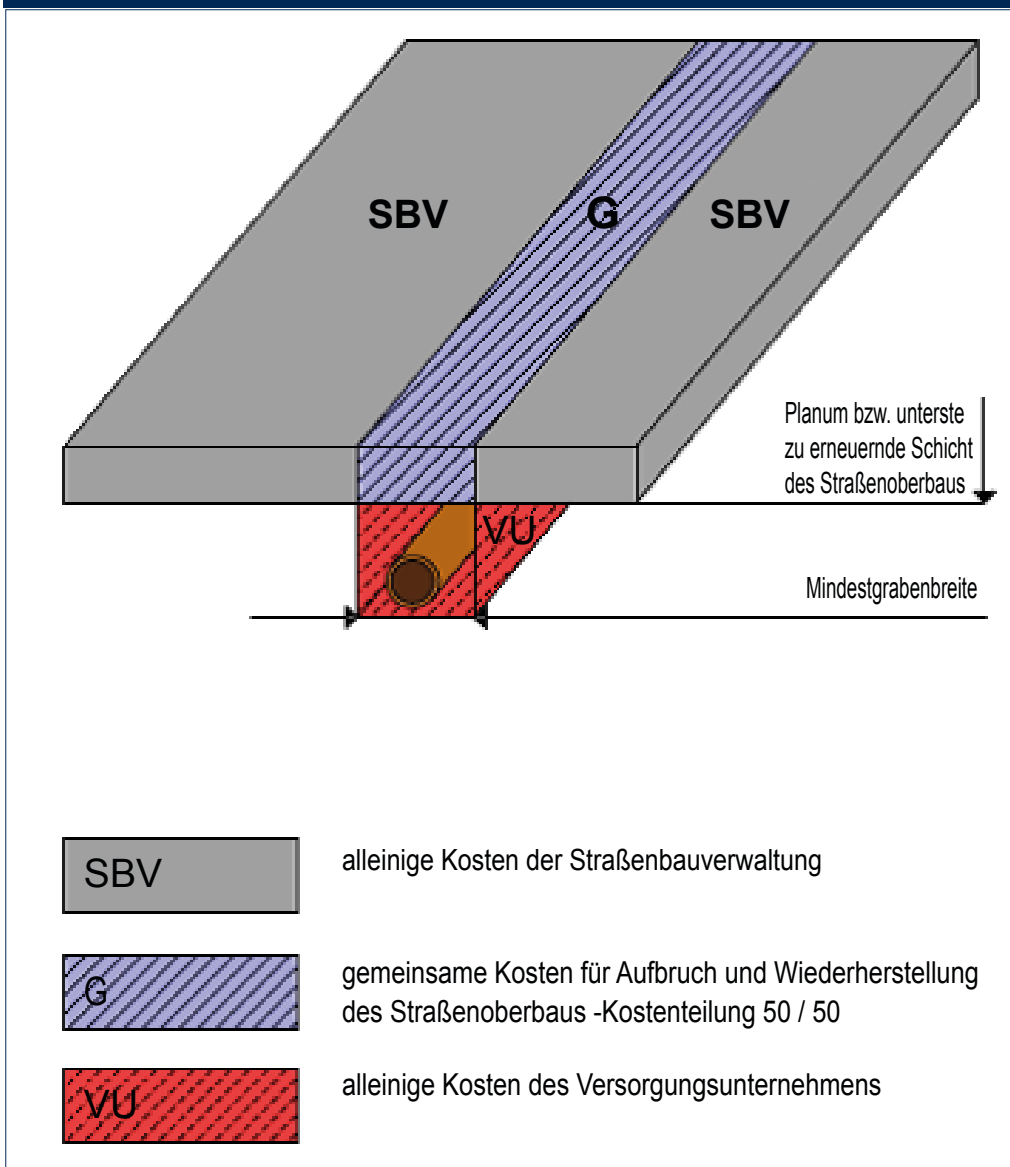 SBV
G
SBV
Planum bzw. unterste
zu erneuernde Schicht
des Straßenoberbaus
VU
Mindestgrabenbreite
SBV
alleinige Kosten der Straßenbauverwaltung
G
gemeinsame Kosten für Aufbruch und Wiederherstellung
des Straßenoberbaus -Kostenteilung 50 / 50
VU
alleinige Kosten des Versorgungsunternehmens